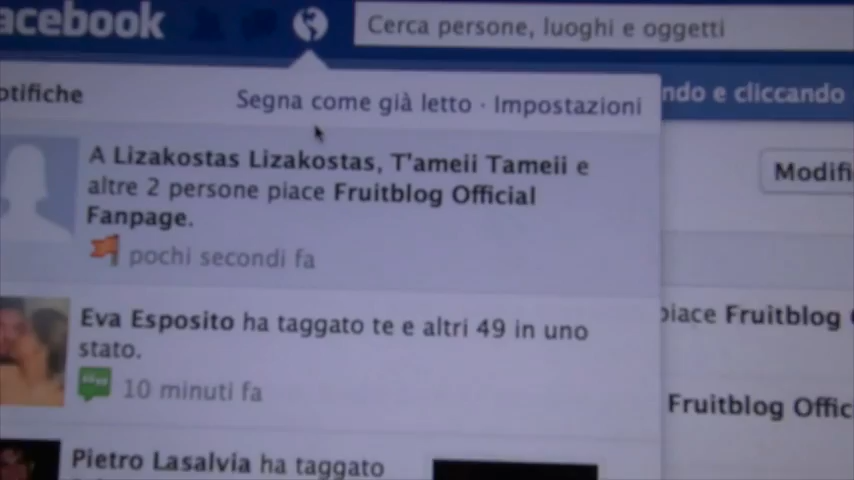 acebook
Cerca persone, luoghi e oggetti
otifiche
Segna come già letto · Impostazioni
ndo e cliccando
A Lizakostas Lizakostas, T'ameii Tameii e
altre 2 persone piace Fruitblog Official
Fanpage.
pochi secondi fa
Modifi
Eva Esposito ha taggato te e altri 49 in uno
stato.
10 minuti fa
piace Fruitblog
Fruitblog Offic
Pietro Lasalvia ha taggato